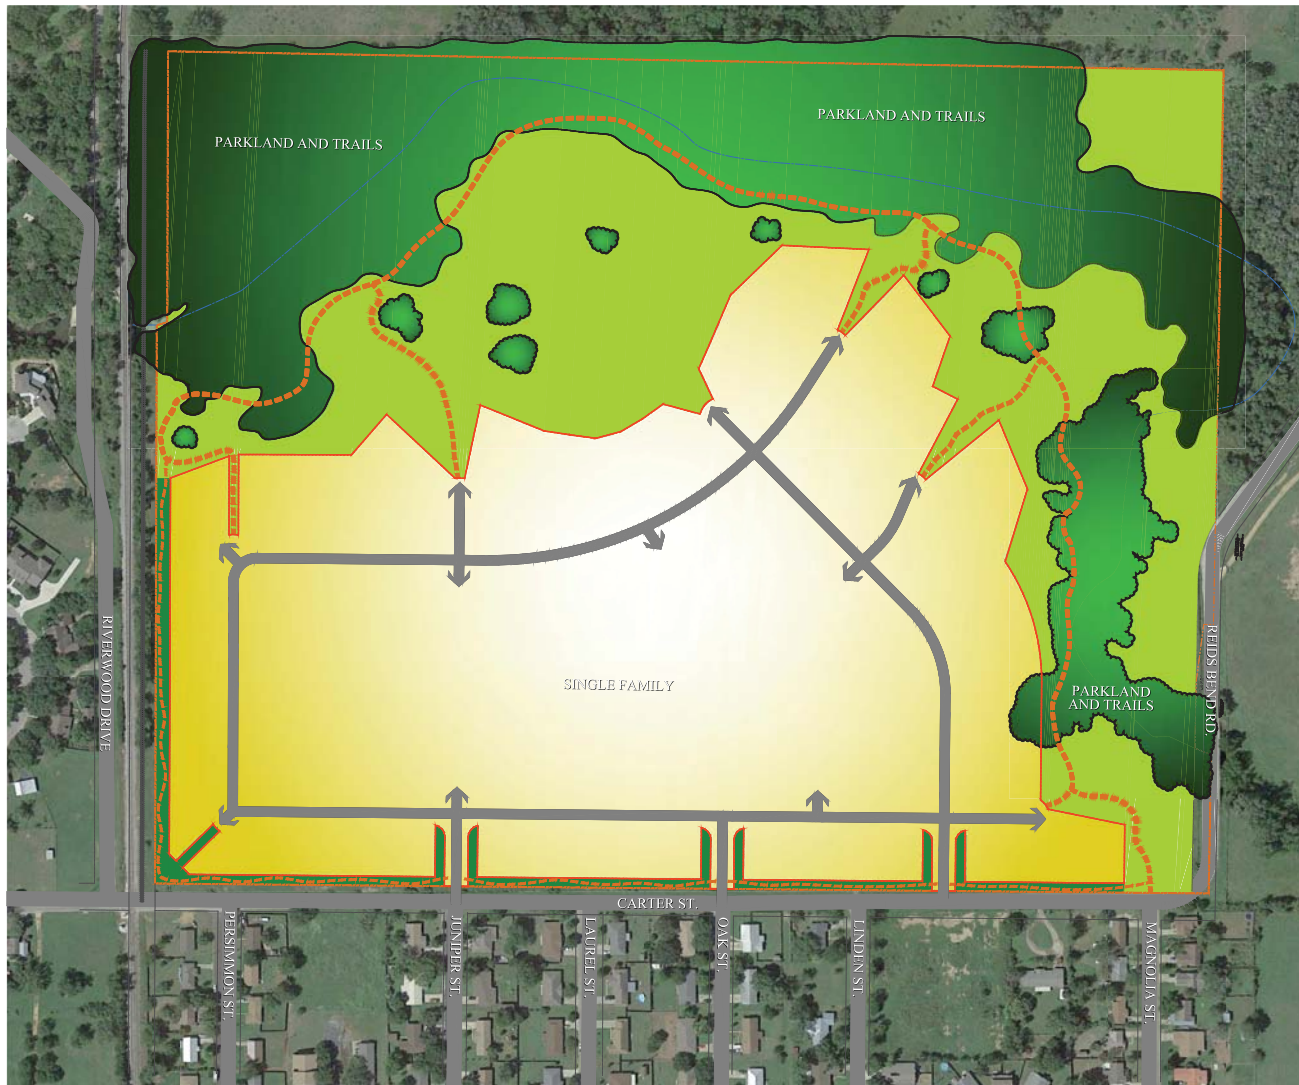 PARKLAND AND TRAILS
PARKLAND AND TRAILS
RIVERWOOD DRIVE
REIDS BEND RD.
SINGLE FAMILY
PARKLAND
AND TRAILS
CARTER ST.
PERSIMMON ST.
JUNIPER ST.
LAUREL ST.
OAK ST.
LINDEN ST.
MAGNOLIA ST.